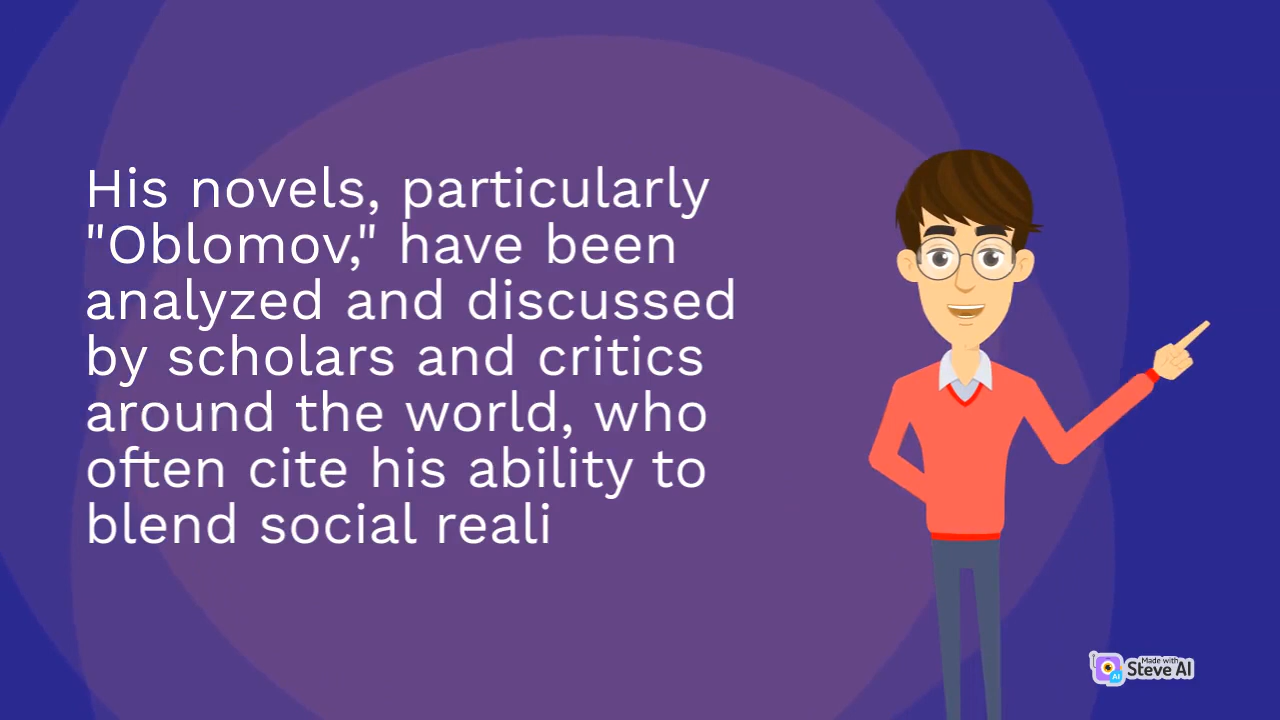 His novels, particularly
"Oblomov," have been
analyzed and discussed
by scholars and critics
around the world, who
often cite his ability to
blend social reali
Made with
Steve AI
AI